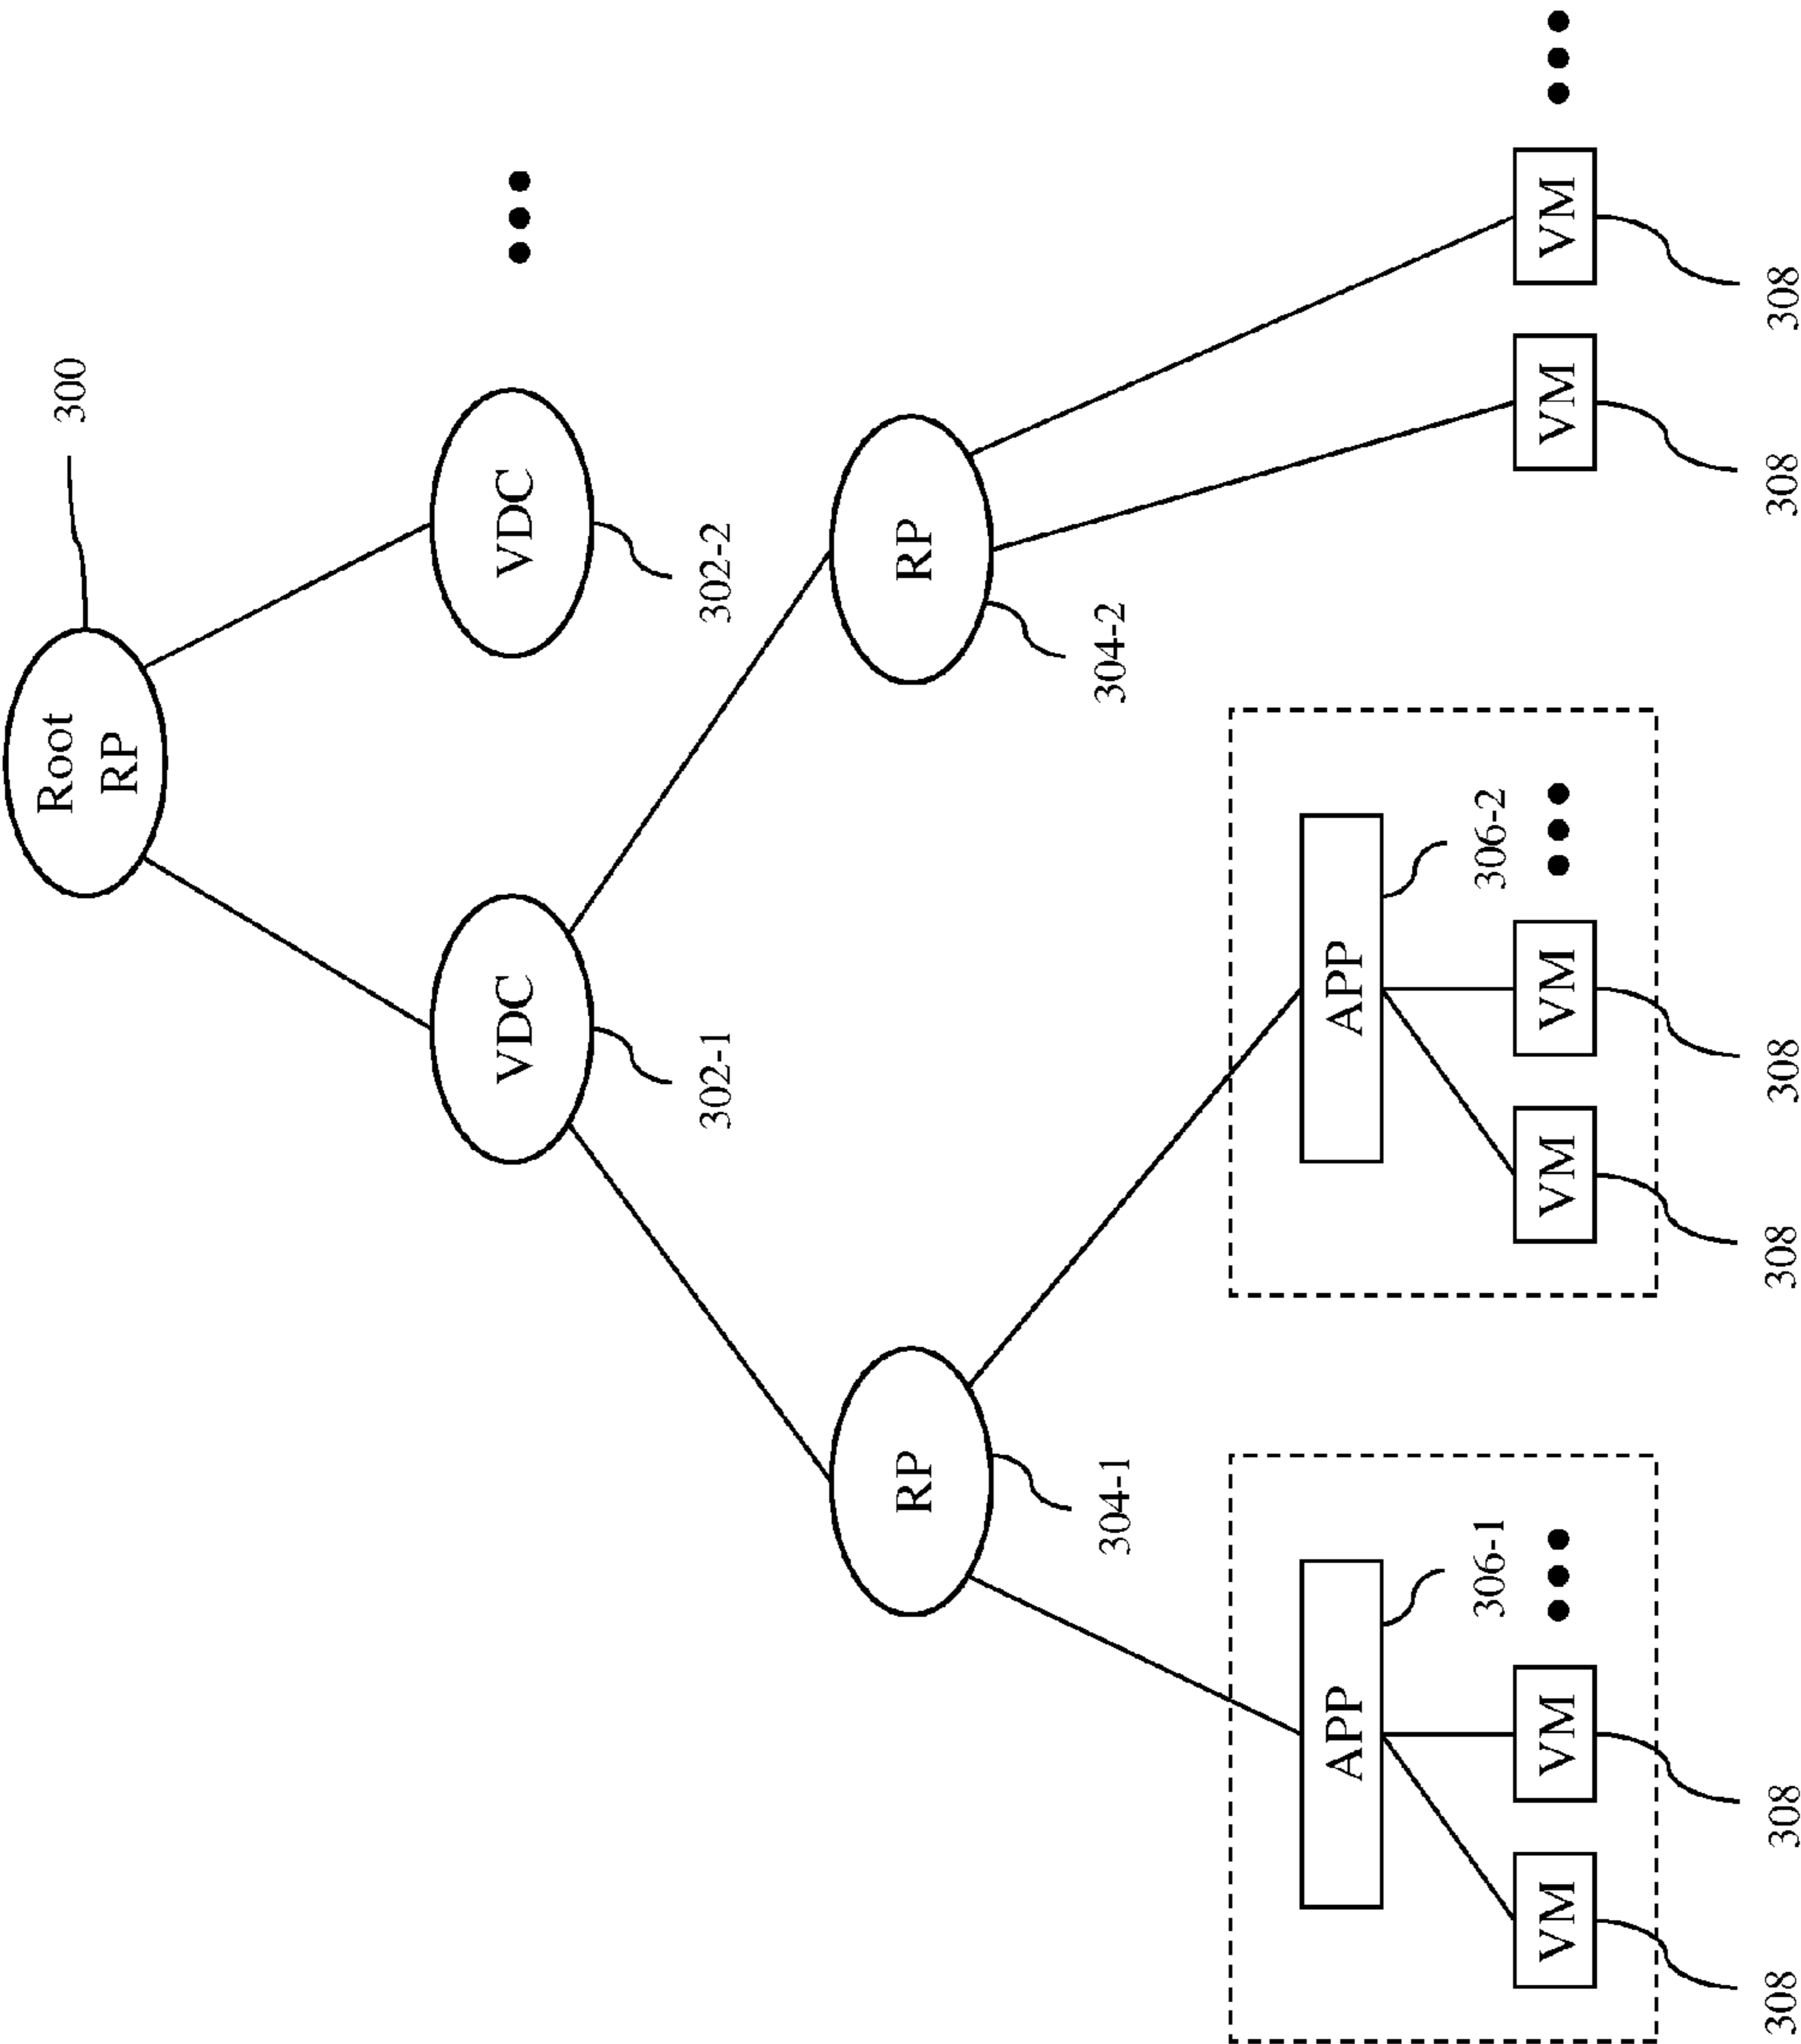 Root
RP
300
VDC
VDC
302-1
302-2
RP
RP
304-1
304-2
APP
APP
306-1
306-2
VM
VM
VM
VM
VM
VM
308
308
308
308
308
308